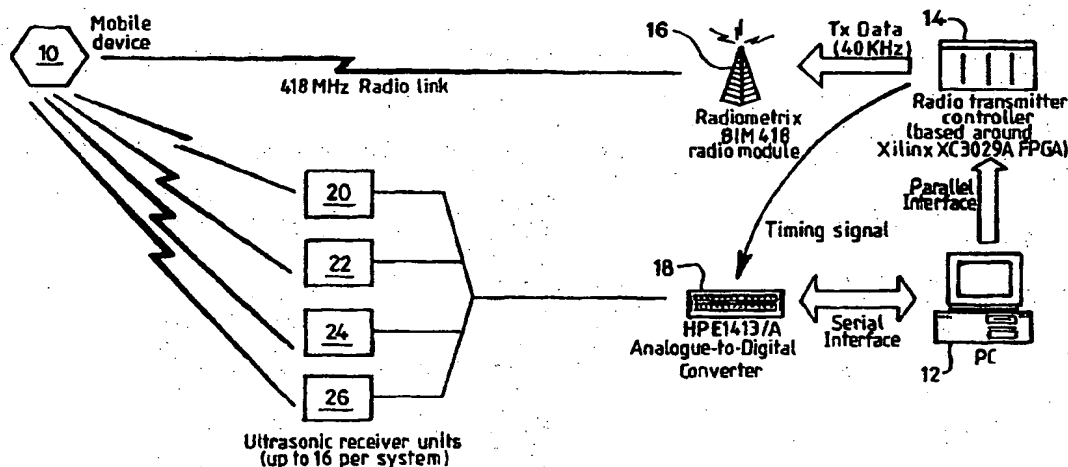 Mobile
device
10
418 MHz Radio link
16
Radiometrix
BIM 418
radio module
Tx Data
(40 KHz)
14
Radio transmitter
controller
(based around
Xilinx XC3029A FPGA)
Parallel
Interface
Timing signal
20
22
24
26
Ultrasonic receiver units
(up to 16 per system)
18
HPE1413/A
Analogue-to-Digital
Converter
Serial
Interface
12
PC